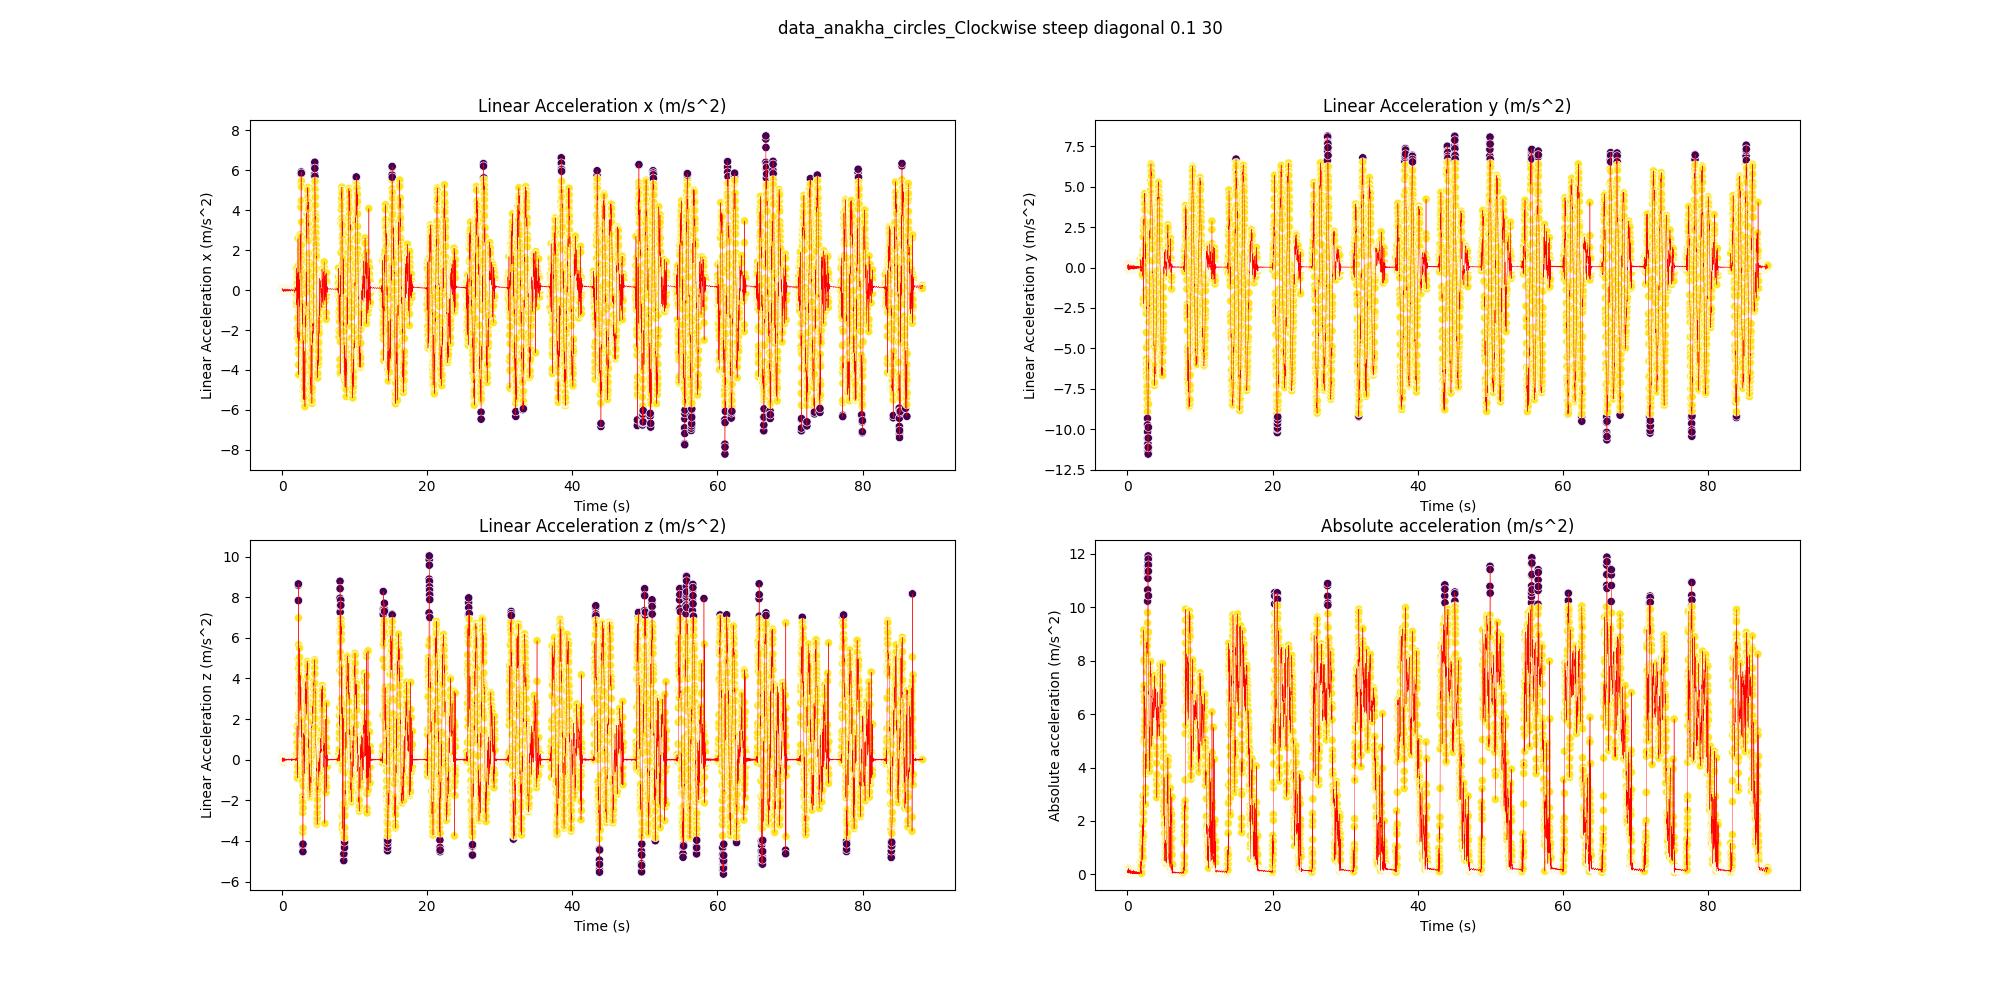 data_anakha_circles_Clockwise steep diagonal 0.1 30
Linear Acceleration x (m/s^2)
Linear Acceleration x (m/s^2)
8
6
4
2
0
−2
−4
−6
−8
0 20 40 60 80
Time (s)
Linear Acceleration y (m/s^2)
Linear Acceleration y (m/s^2)
7.5
5.0
2.5
0.0
−2.5
−5.0
−7.5
−10.0
−12.5
0 20 40 60 80
Time (s)
Linear Acceleration z (m/s^2)
Linear Acceleration z (m/s^2)
10
8
6
4
2
0
−2
−4
−6
0 20 40 60 80
Time (s)
Absolute acceleration (m/s^2)
Absolute acceleration (m/s^2)
12
10
8
6
4
2
0
0 20 40 60 80
Time (s)